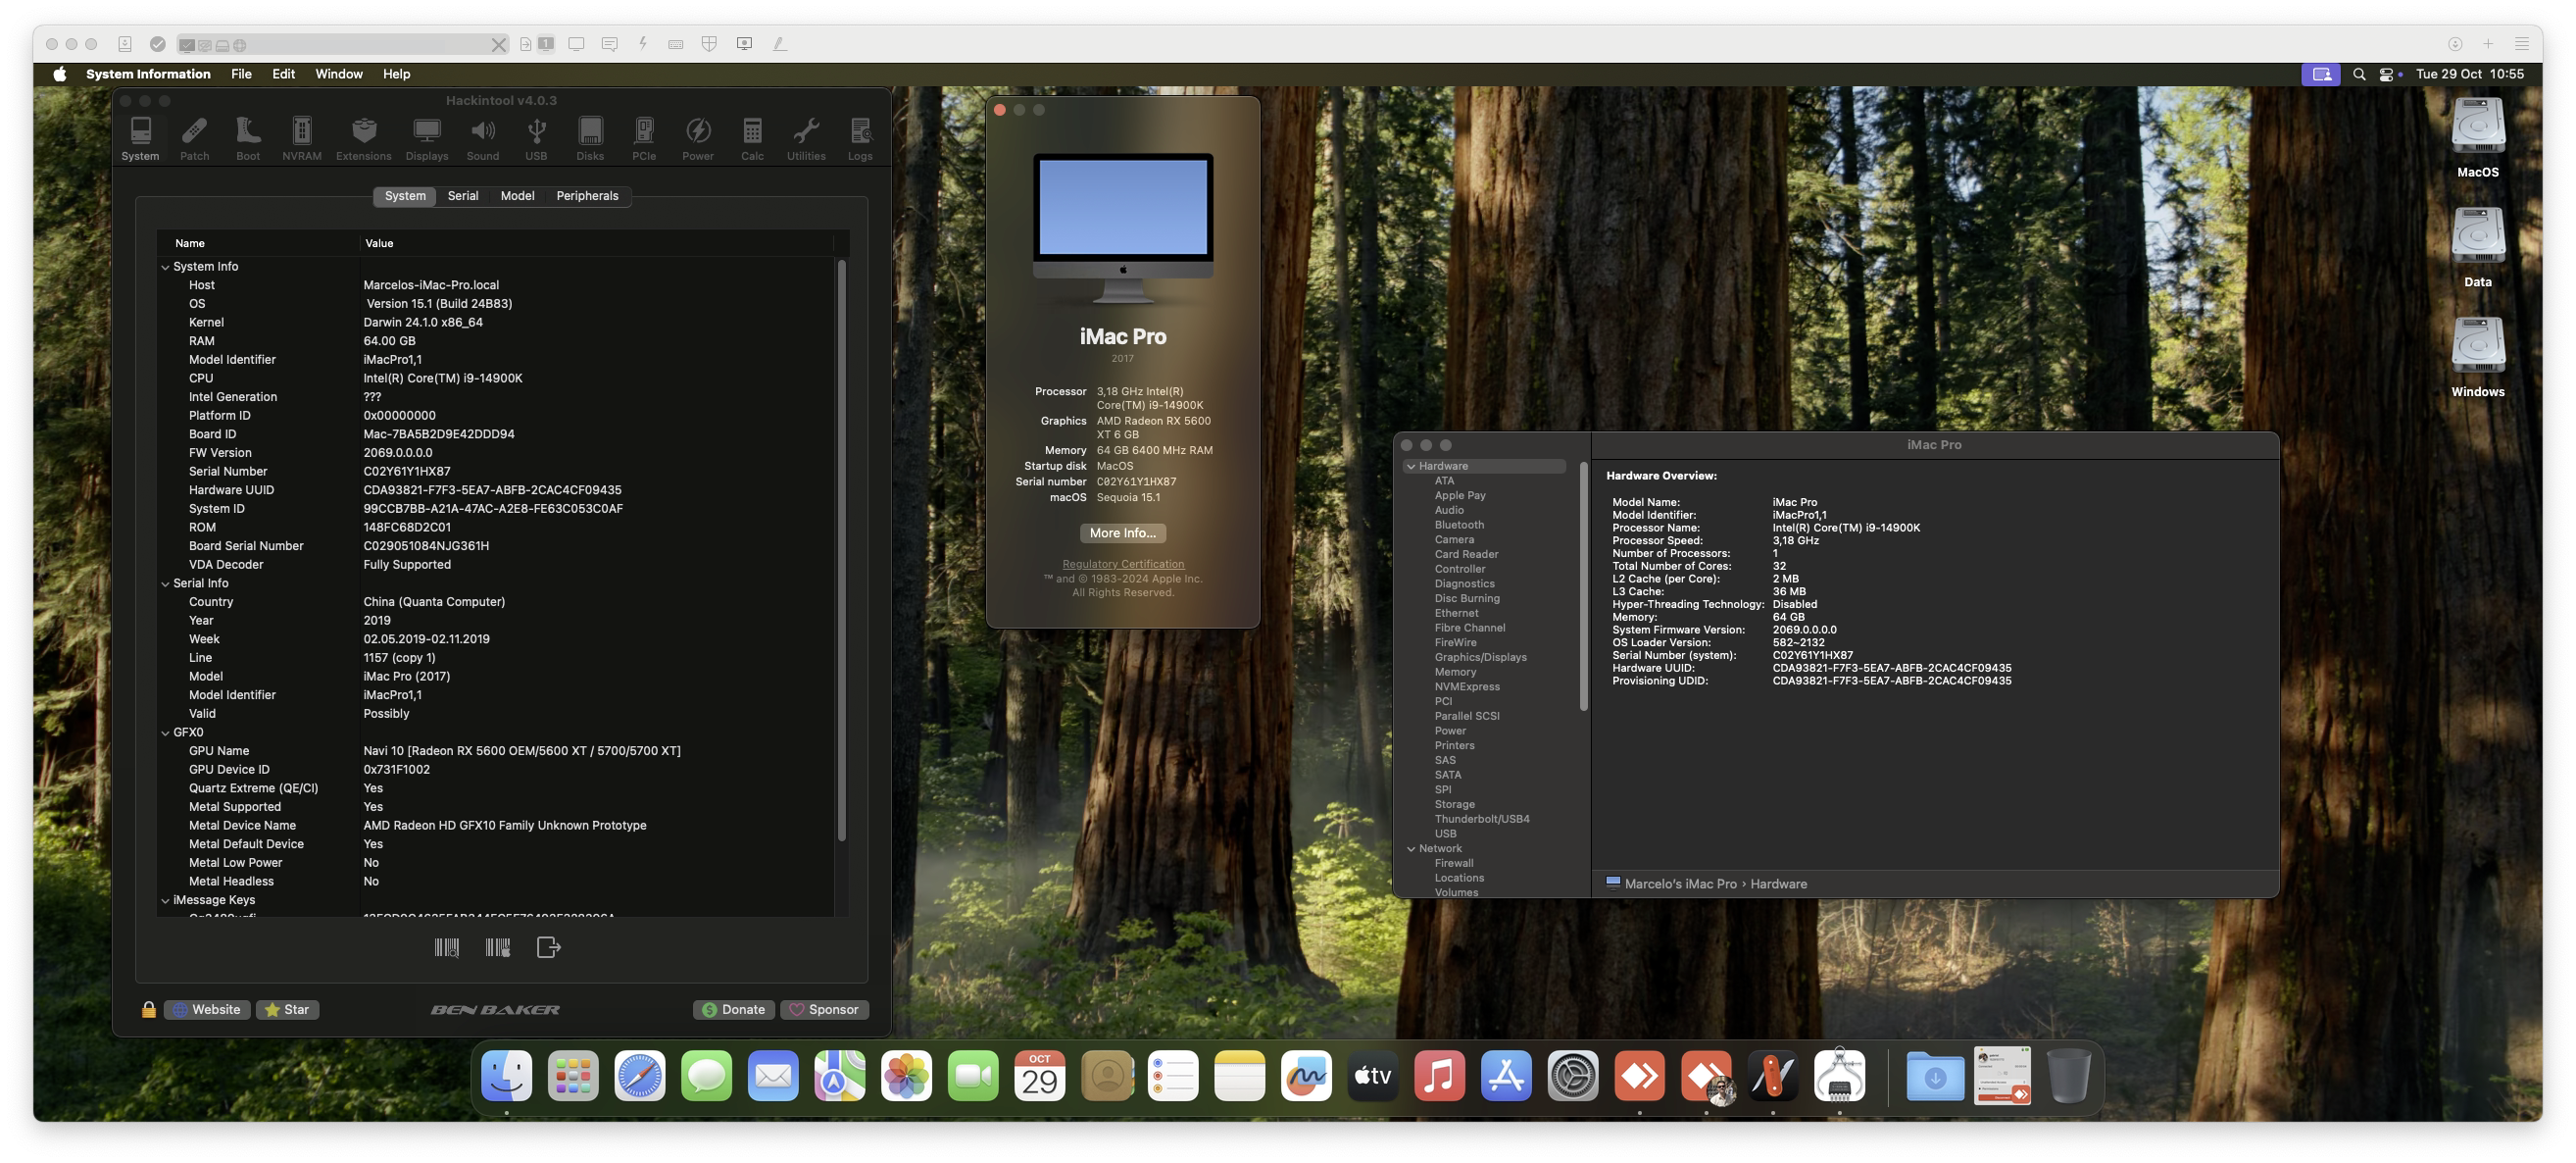 1
System Information File Edit Window Help
Tue 29 Oct 10:55
Hackintool v4.0.3
System Patch Boot NVRAM Extensions Displays Sound USB Disks PCIe Power Calc Utilities Logs
System Serial Model Peripherals
Name Value
System Info
Host Marcelos-iMac-Pro.local
OS Version 15.1 (Build 24B83)
Kernel Darwin 24.1.0 x86_64
RAM 64.00 GB
Model Identifier iMacPro1,1
CPU Intel(R) Core(TM) i9-14900K
Intel Generation ???
Platform ID 0x00000000
Board ID Mac-7BA5B2D9E42DDD94
FW Version 2069.0.0.0.0
Serial Number C02Y61Y1HX87
Hardware UUID CDA93821-F7F3-5EA7-ABFB-2CAC4CF09435
System ID 99CCB7BB-A21A-47AC-A2E8-FE63C053C0AF
ROM 148FC68D2C01
Board Serial Number C029051084NJG361H
VDA Decoder Fully Supported
Serial Info
Country China (Quanta Computer)
Year 2019
Week 02.05.2019-02.11.2019
Line 1157 (copy 1)
Model iMac Pro (2017)
Model Identifier iMacPro1,1
Valid Possibly
GFX0
GPU Name Navi 10 [Radeon RX 5600 OEM/5600 XT / 5700/5700 XT]
GPU Device ID 0x731F1002
Quartz Extreme (QE/CI) Yes
Metal Supported Yes
Metal Device Name AMD Radeon HD GFX10 Family Unknown Prototype
Metal Default Device Yes
Metal Low Power No
Metal Headless No
iMessage Keys
Website Star BEN BAKER Donate Sponsor
iMac Pro
2017
Processor 3,18 GHz Intel(R)
Core(TM) i9-14900K
Graphics AMD Radeon RX 5600
XT 6 GB
Memory 64 GB 6400 MHz RAM
Startup disk MacOS
Serial number C02Y61Y1HX87
macOS Sequoia 15.1
More Info...
Regulatory Certification
™ and © 1983-2024 Apple Inc.
All Rights Reserved.
iMac Pro
Hardware
ATA
Apple Pay
Audio
Bluetooth
Camera
Card Reader
Controller
Diagnostics
Disc Burning
Ethernet
Fibre Channel
FireWire
Graphics/Displays
Memory
NVMExpress
PCI
Parallel SCSI
Power
Printers
SAS
SATA
SPI
Storage
Thunderbolt/USB4
USB
Network
Firewall
Locations
Volumes
Hardware Overview:
Model Name: iMac Pro
Model Identifier: iMacPro1,1
Processor Name: Intel(R) Core(TM) i9-14900K
Processor Speed: 3,18 GHz
Number of Processors: 1
Total Number of Cores: 32
L2 Cache (per Core): 2 MB
L3 Cache: 36 MB
Hyper-Threading Technology: Disabled
Memory: 64 GB
System Firmware Version: 2069.0.0.0.0
OS Loader Version: 582~2132
Serial Number (system): C02Y61Y1HX87
Hardware UUID: CDA93821-F7F3-5EA7-ABFB-2CAC4CF09435
Provisioning UDID: CDA93821-F7F3-5EA7-ABFB-2CAC4CF09435
Marcelo's iMac Pro › Hardware
MacOS
Data
Windows
OCT
29
tv